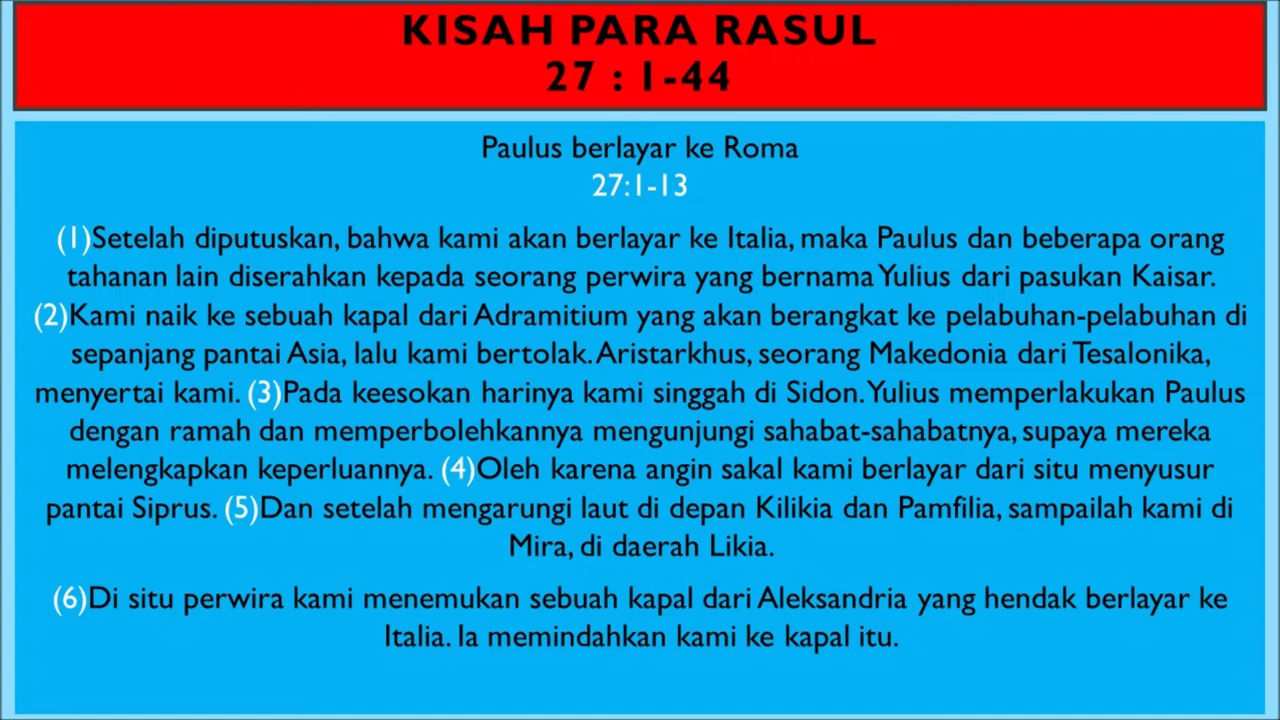 KISAH PARA RASUL
27 : 1-44
Paulus berlayar ke Roma
27:1-13
(1)Setelah diputuskan, bahwa kami akan berlayar ke Italia, maka Paulus dan beberapa orang
tahanan lain diserahkan kepada seorang perwira yang bernama Yulius dari pasukan Kaisar.
(2)Kami naik ke sebuah kapal dari Adramitium yang akan berangkat ke pelabuhan-pelabuhan di
sepanjang pantai Asia, lalu kami bertolak. Aristarkhus, seorang Makedonia dari Tesalonika,
menyertai kami. (3)Pada keesokan harinya kami singgah di Sidon. Yulius memperlakukan Paulus
dengan ramah dan memperbolehkannya mengunjungi sahabat-sahabatnya, supaya mereka
melengkapkan keperluannya. (4)Oleh karena angin sakal kami berlayar dari situ menyusur
pantai Siprus. (5)Dan setelah mengarungi laut di depan Kilikia dan Pamfilia, sampailah kami di
Mira, di daerah Likia.
(6)Di situ perwira kami menemukan sebuah kapal dari Aleksandria yang hendak berlayar ke
Italia. Ia memindahkan kami ke kapal itu.